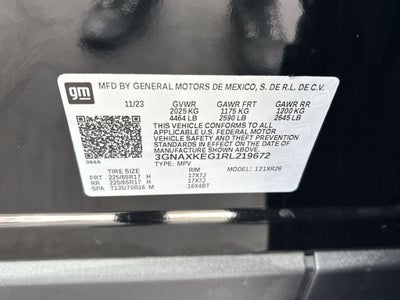 gm
MFD BY GENERAL MOTORS DE MEXICO, S. DE R.L. DE C.V.
11/23 GVWR GAWR FRT GAWR RR
2025 KG 1175 KG 1200 KG
4464 LB 2590 LB 2645 LB
THIS VEHICLE CONFORMS TO ALL APPLICABLE
U.S. FEDERAL MOTOR VEHICLE SAFETY AND
THEFT PREVENTION STANDARDS IN EFFECT ON
THE DATE OF MANUFACTURE SHOWN ABOVE.
3GNAXKEG1RL219672
384A TYPE: MPV MODEL: 121XR26
TIRE SIZE RIM
FRT 225/65R17 H 17X7J
RR 225/65R17 H 17X7J
SPA T135/70R16 M 16X4BT